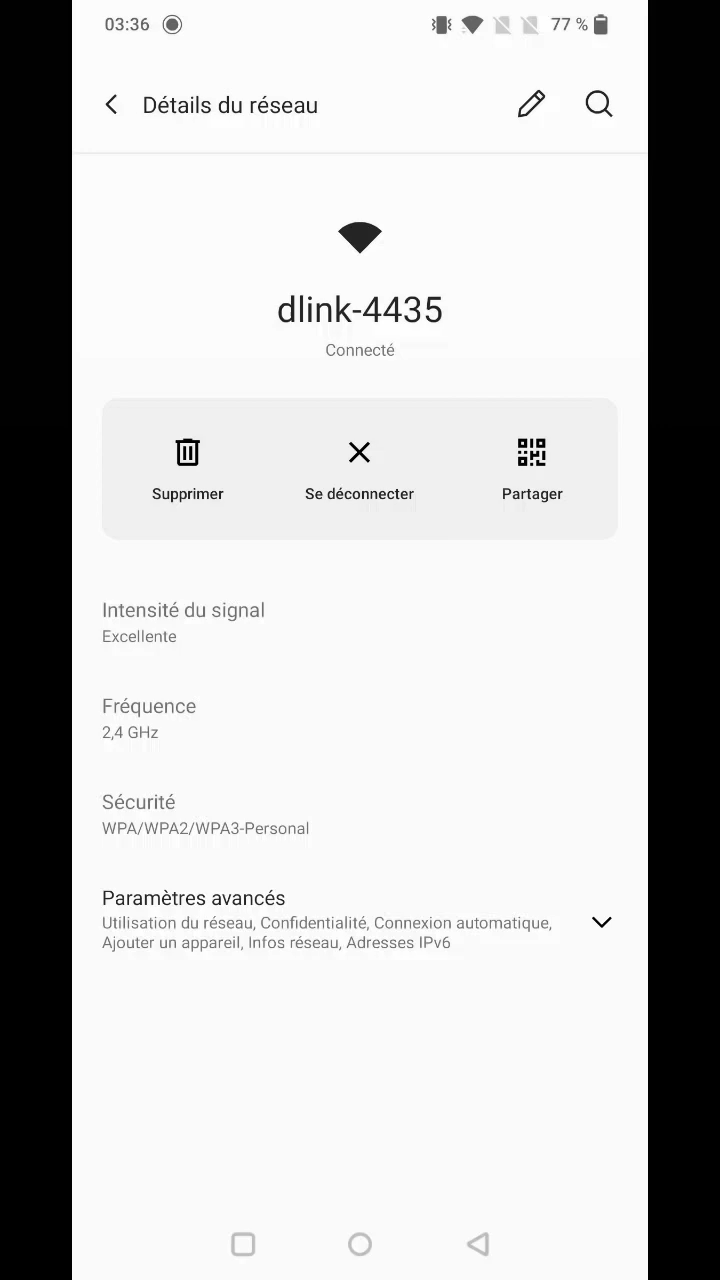 03:36
77 %
Détails du réseau
dlink-4435
Connecté
Supprimer
Se déconnecter
Partager
Intensité du signal
Excellente
Fréquence
2,4 GHz
Sécurité
WPA/WPA2/WPA3-Personal
Paramètres avancés
Utilisation du réseau, Confidentialité, Connexion automatique,
Ajouter un appareil, Infos réseau, Adresses IPv6